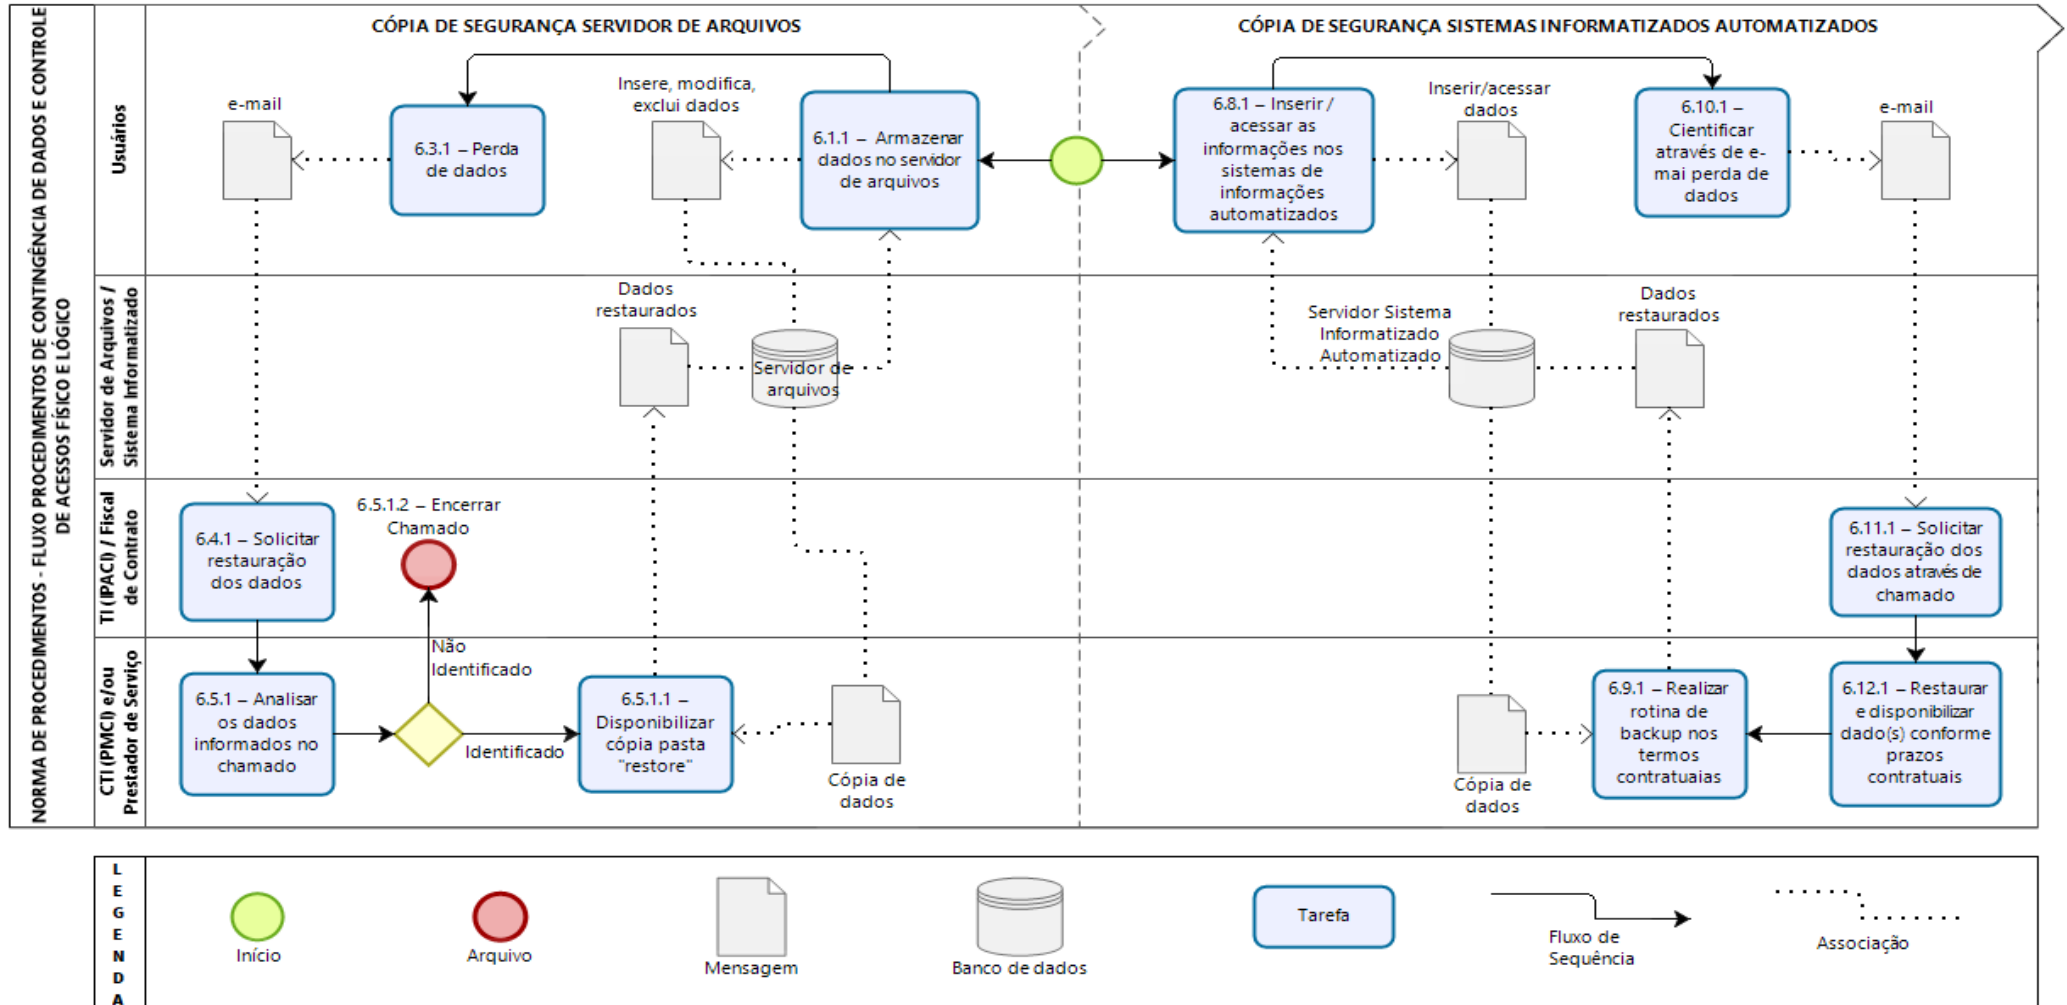 NORMA DE PROCEDIMENTOS - FLUXO PROCEDIMENTOS DE CONTINGÊNCIA DE DADOS E CONTROLE
DE ACESSOS FÍSICO E LÓGICO
CÓPIA DE SEGURANÇA SERVIDOR DE ARQUIVOS
CÓPIA DE SEGURANÇA SISTEMAS INFORMATIZADOS AUTOMATIZADOS
Usuários
e-mail
6.3.1 – Perda
de dados
Insere, modifica,
exclui dados
6.1.1 – Armazenar
dados no servidor
de arquivos
6.8.1 – Inserir /
acessar as
informações nos
sistemas de
informações
automatizados
Inserir/acessar
dados
6.10.1 –
Cientificar
através de e-
mai perda de
dados
e-mail
Servidor de Arquivos /
Sistema Informatizado
Dados
restaurados
Servidor de
arquivos
Servidor Sistema
Informatizado
Automatizado
Dados
restaurados
TI (IPACI) / Fiscal
de Contrato
6.4.1 – Solicitar
restauração
dos dados
6.5.1.2 – Encerrar
Chamado
6.11.1 – Solicitar
restauração dos
dados através de
chamado
CTI (PMCI) e/ou
Prestador de Serviço
6.5.1 – Analisar
os dados
informados no
chamado
Não
Identificado
Identificado
6.5.1.1 –
Disponibilizar
cópia pasta
"restore"
Cópia de
dados
Cópia de
dados
6.9.1 – Realizar
rotina de
backup nos
termos
contratuaias
6.12.1 – Restaurar
e disponibilizar
dado(s) conforme
prazos
contratuais
L
E
G
E
N
D
A
Início
Arquivo
Mensagem
Banco de dados
Tarefa
Fluxo de
Sequência
Associação